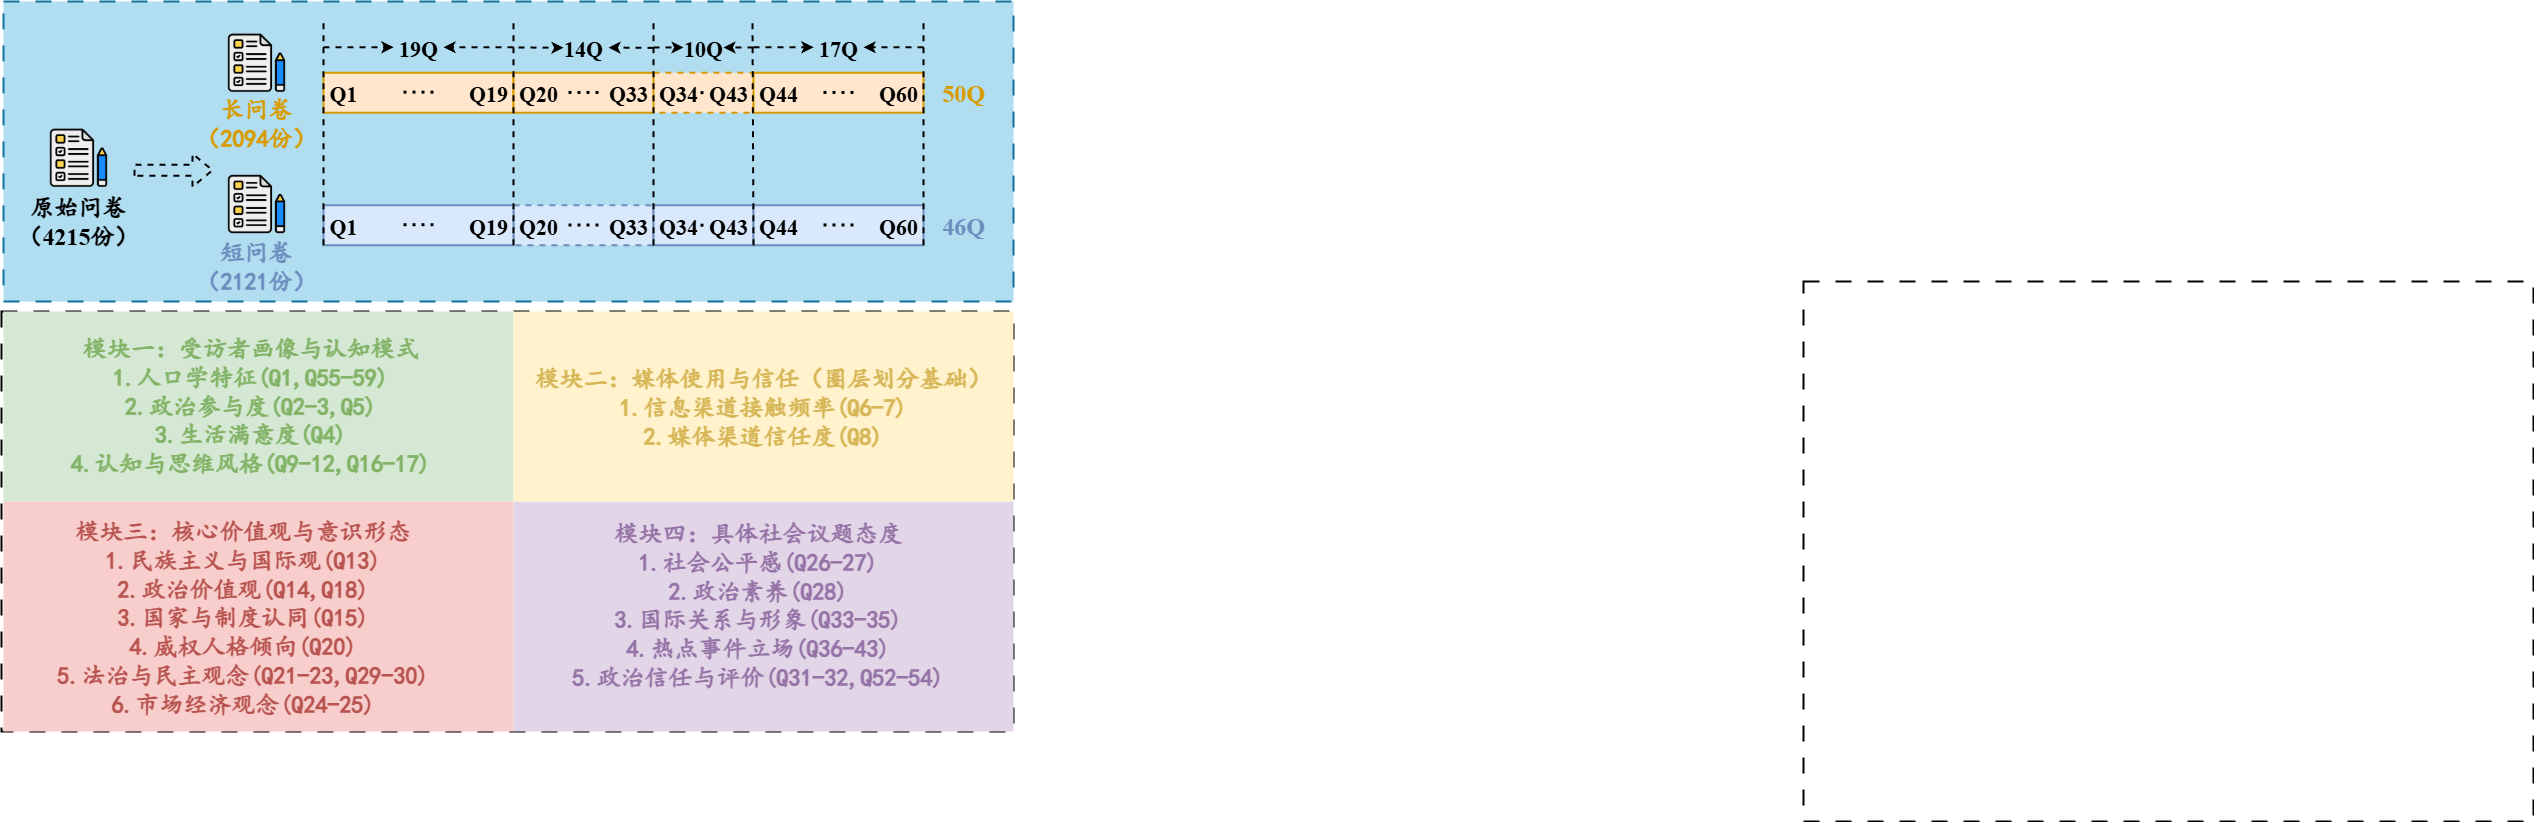 19Q 14Q 10Q 17Q
Q1 ···· Q19 Q20 ···· Q33 Q34· Q43 Q44 ···· Q60 50Q
长问卷
（2094份）
原始问卷
（4215份）
Q1 ···· Q19 Q20 ···· Q33 Q34· Q43 Q44 ···· Q60 46Q
短问卷
（2121份）
模块一：受访者画像与认知模式
1.人口学特征(Q1,Q55-59)
2.政治参与度(Q2-3,Q5)
3.生活满意度(Q4)
4.认知与思维风格(Q9-12,Q16-17)
模块二：媒体使用与信任（圈层划分基础）
1.信息渠道接触频率(Q6-7)
2.媒体渠道信任度(Q8)
模块三：核心价值观与意识形态
1.民族主义与国际观(Q13)
2.政治价值观(Q14,Q18)
3.国家与制度认同(Q15)
4.威权人格倾向(Q20)
5.法治与民主观念(Q21-23,Q29-30)
6.市场经济观念(Q24-25)
模块四：具体社会议题态度
1.社会公平感(Q26-27)
2.政治素养(Q28)
3.国际关系与形象(Q33-35)
4.热点事件立场(Q36-43)
5.政治信任与评价(Q31-32,Q52-54)